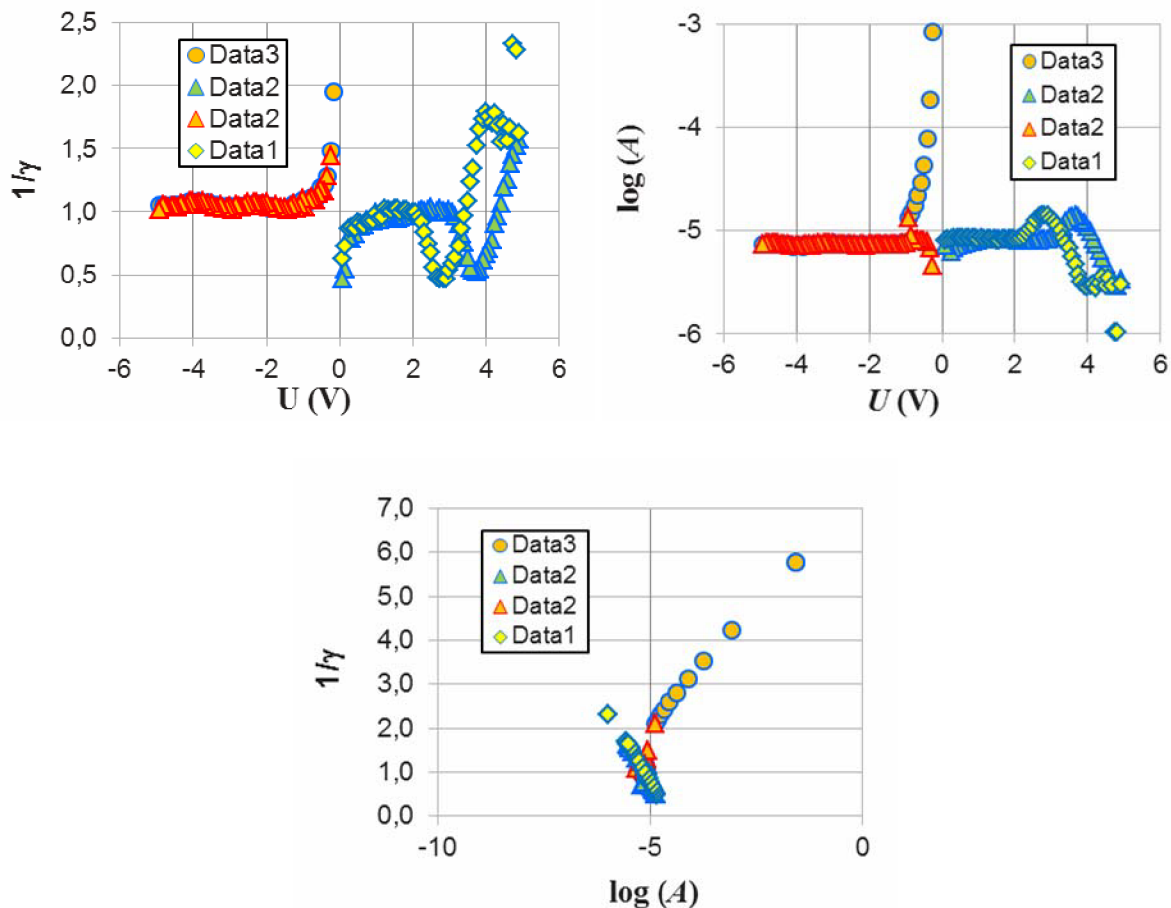 1,5
2,5
2,0
1,5
1,0
0,5
0,0
1/γ
Data3
Data2
Data2
Data1
-6 -4 -2 0 2 4 6
U (V)
-3
-4
-5
-6
log (A)
Data3
Data2
Data2
Data1
-6 -4 -2 0 2 4 6
U (V)
7,0
6,0
5,0
4,0
3,0
2,0
1,0
0,0
1/γ
Data3
Data2
Data2
Data1
-10 -5 0
log (A)